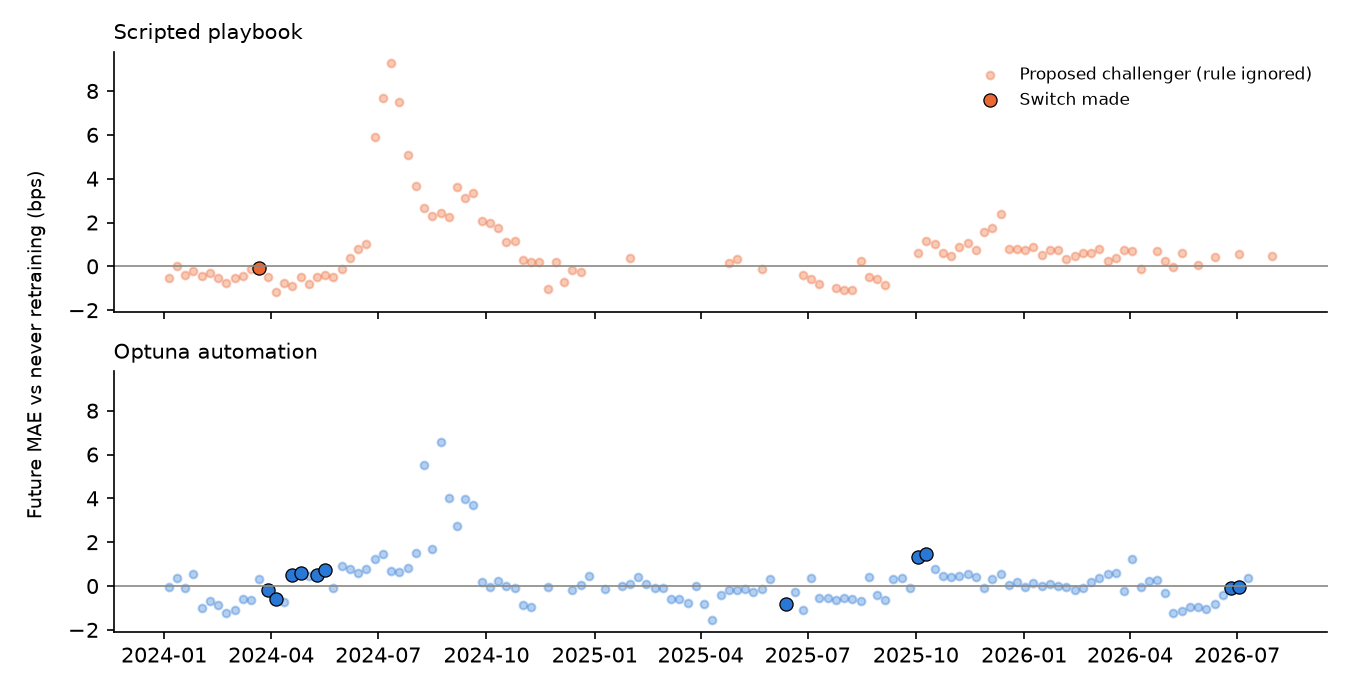 Scripted playbook
Proposed challenger (rule ignored)
Switch made
8
6
4
2
0
−2
Future MAE vs never retraining (bps)
Optuna automation
8
6
4
2
0
−2
2024-01 2024-04 2024-07 2024-10 2025-01 2025-04 2025-07 2025-10 2026-01 2026-04 2026-07